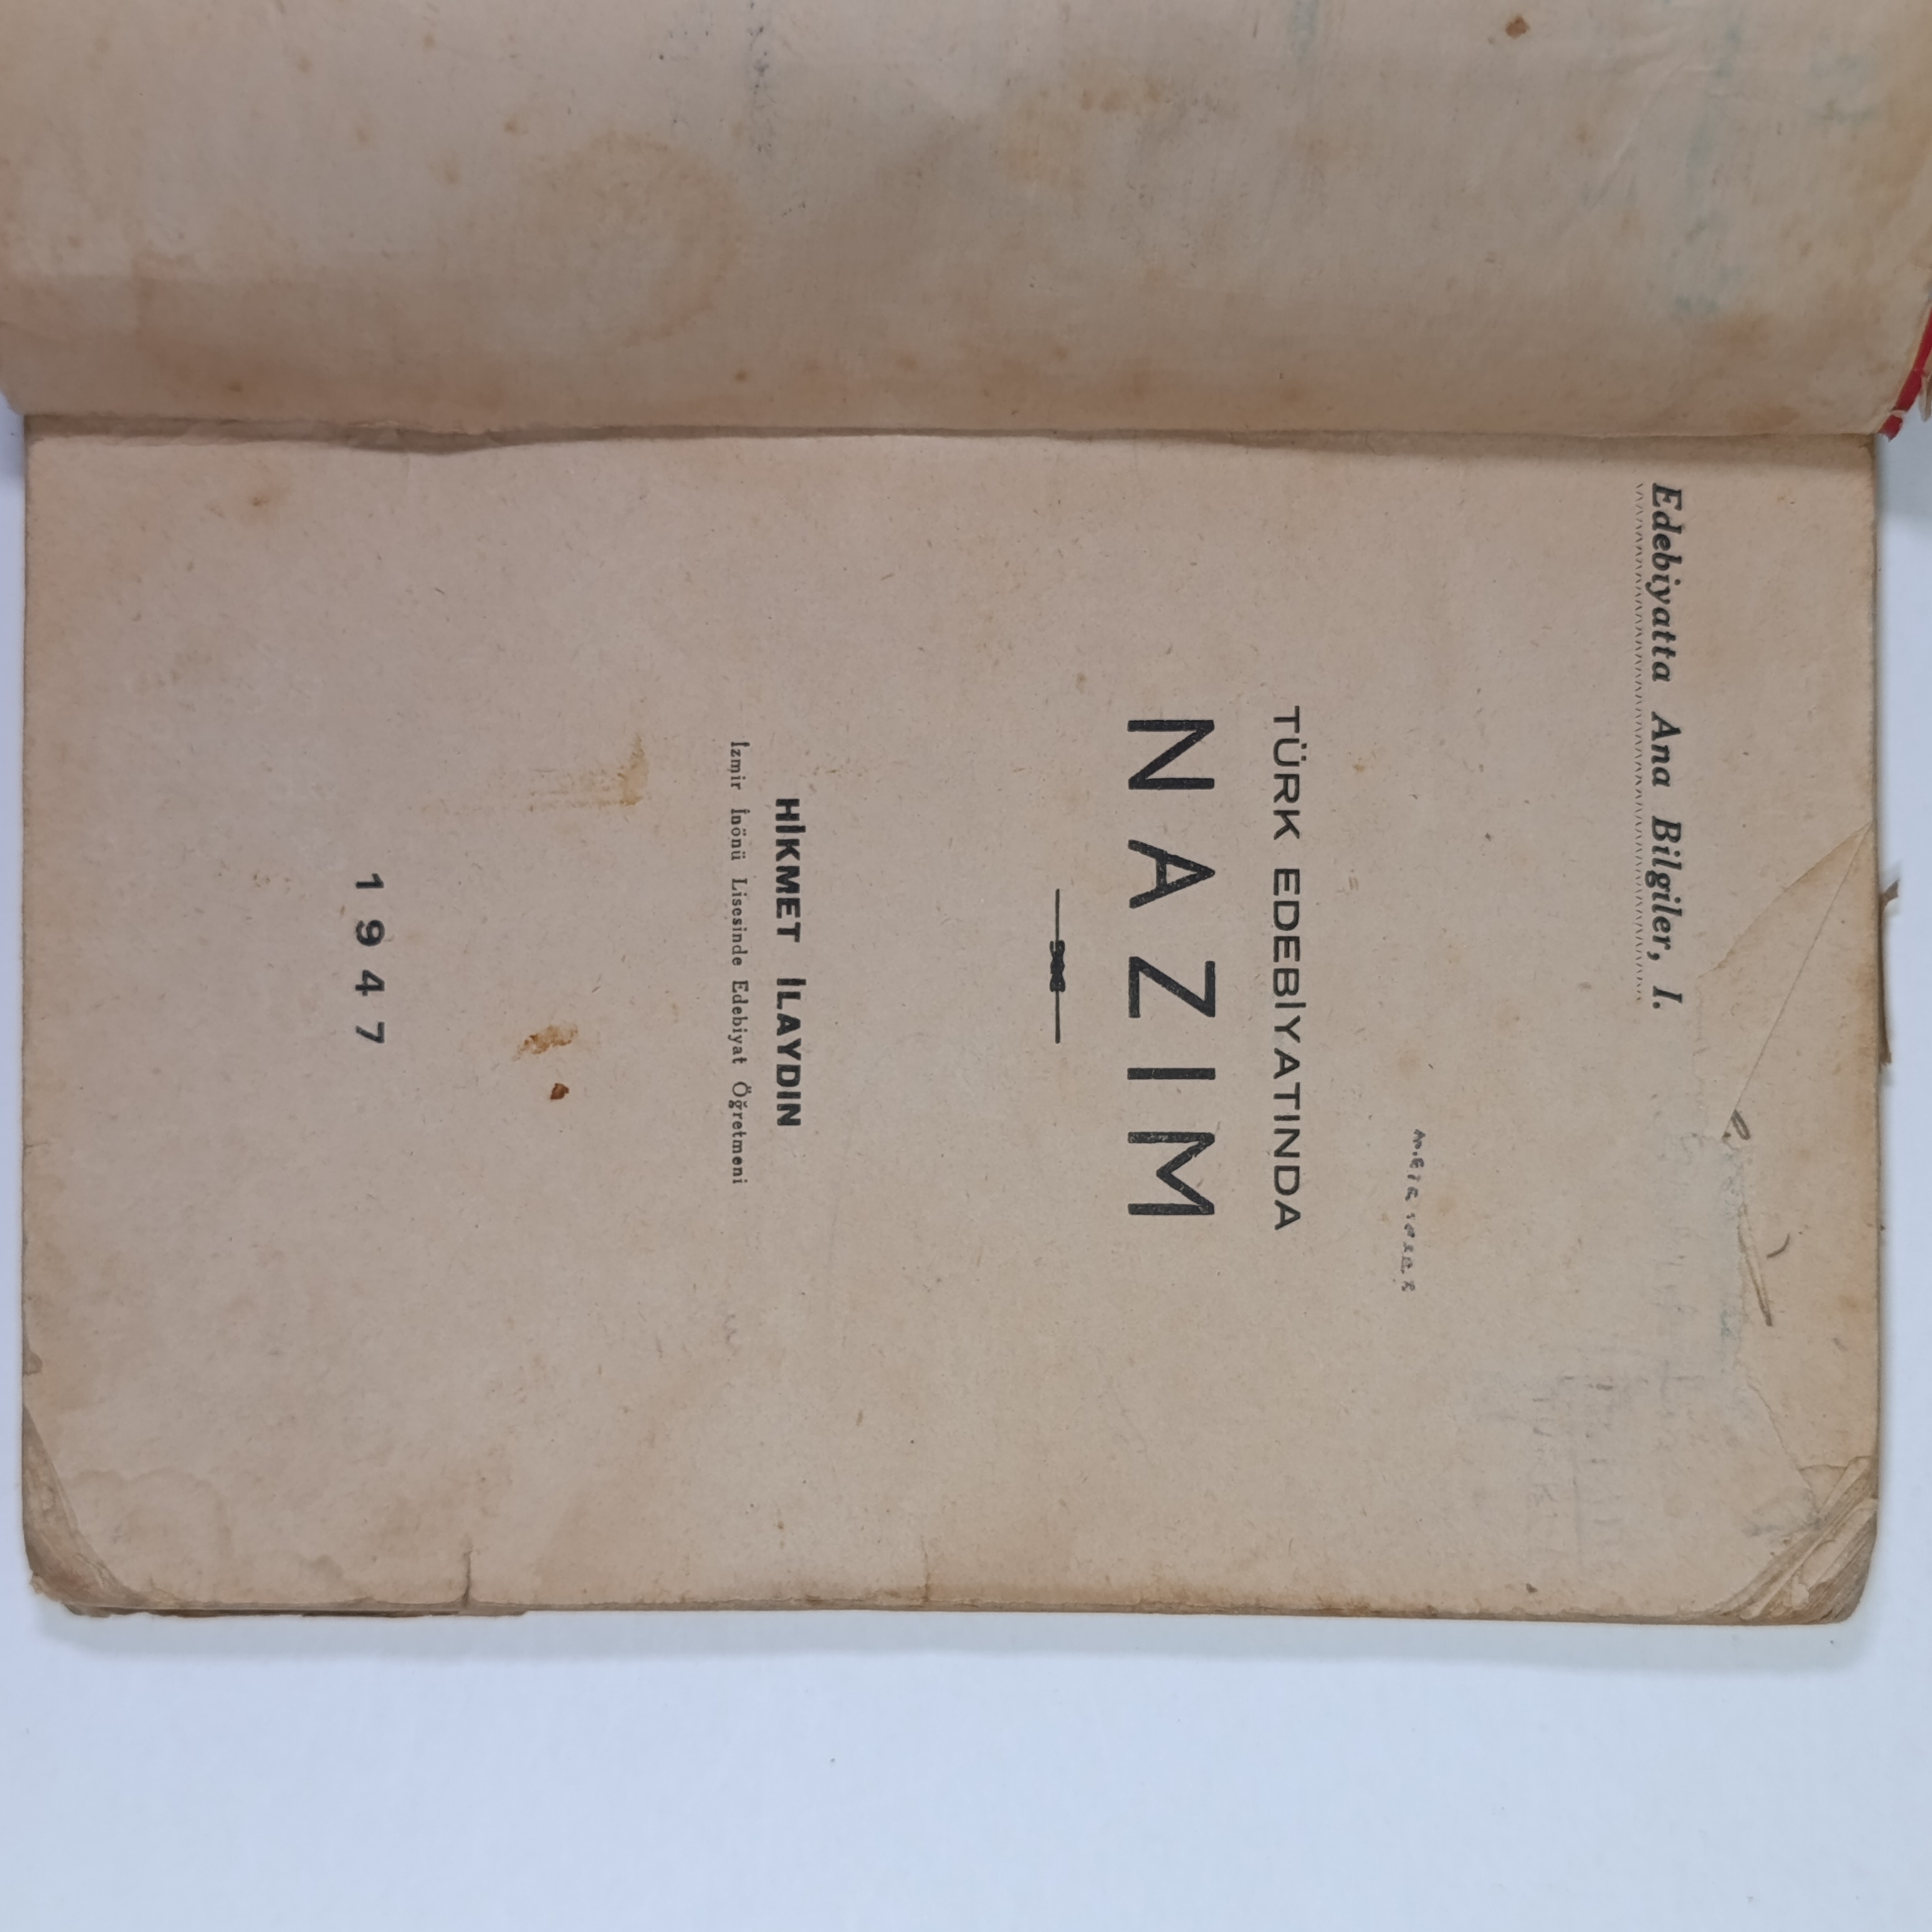 Edebiyatta Ana Bilgiler, I.
TÜRK EDEBİYATINDA
NAZIM
HİKMET İLAYDIN
İzmir İnönü Lisesinde Edebiyat Öğretmeni
1947